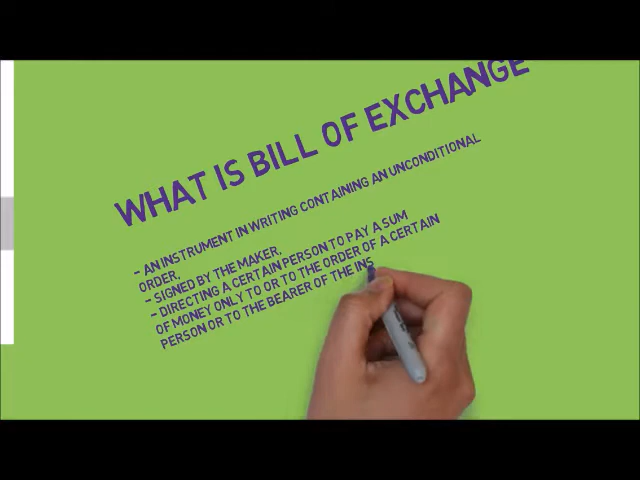 WHAT IS BILL OF EXCHANGE
- AN INSTRUMENT IN WRITING CONTAINING AN UNCONDITIONAL
ORDER,
- SIGNED BY THE MAKER,
- DIRECTING A CERTAIN PERSON TO PAY A SUM
OF MONEY ONLY TO OR TO THE ORDER OF A CERTAIN
PERSON OR TO THE BEARER OF THE INS